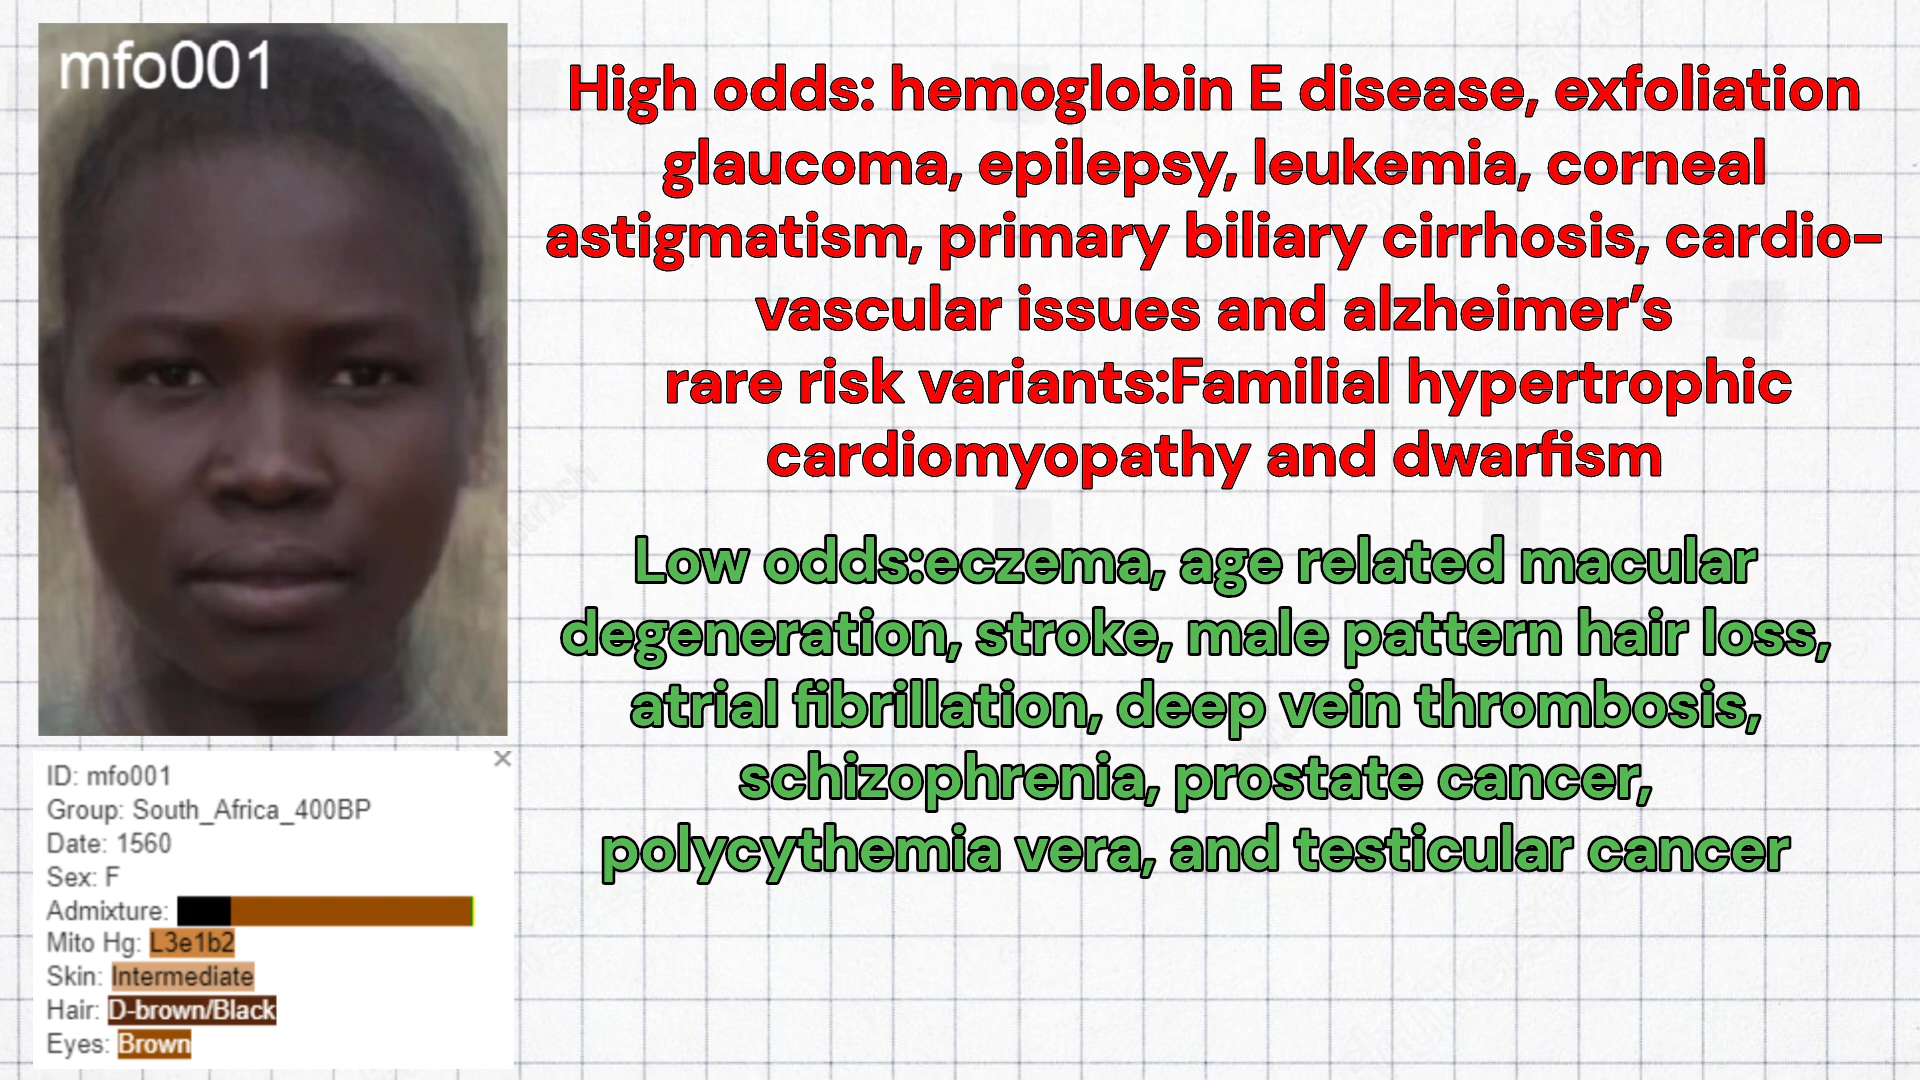 mfo001
High odds: hemoglobin E disease, exfoliation
glaucoma, epilepsy, leukemia, corneal
astigmatism, primary biliary cirrhosis, cardio-
vascular issues and alzheimer's
rare risk variants:Familial hypertrophic
cardiomyopathy and dwarfism
Low odds:eczema, age related macular
degeneration, stroke, male pattern hair loss,
atrial fibrillation, deep vein thrombosis,
schizophrenia, prostate cancer,
polycythemia vera, and testicular cancer
ID: mfo001
Group: South_Africa_400BP
Date: 1560
Sex: F
Admixture:
Mito Hg: L3e1b2
Skin: Intermediate
Hair: D-brown/Black
Eyes: Brown